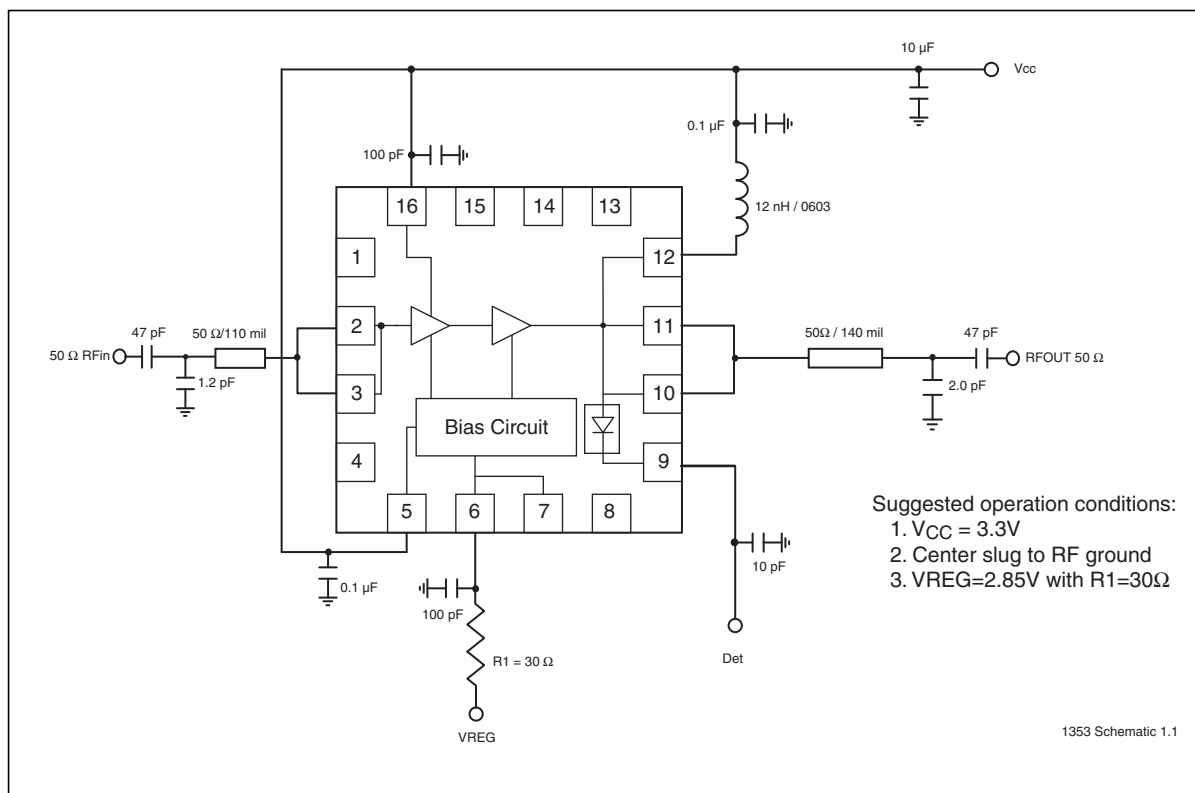 10 µF
Vcc
0.1 µF
100 pF
12 nH / 0603
16
15
14
13
1
12
2
11
47 pF
50 Ω/110 mil
50Ω / 140 mil
47 pF
50 Ω RFin
RFOUT 50 Ω
1.2 pF
3
10
2.0 pF
Bias Circuit
4
9
5
6
7
8
Suggested operation conditions:
1. VCC = 3.3V
2. Center slug to RF ground
3. VREG=2.85V with R1=30Ω
0.1 µF
100 pF
10 pF
R1 = 30 Ω
Det
VREG
1353 Schematic 1.1